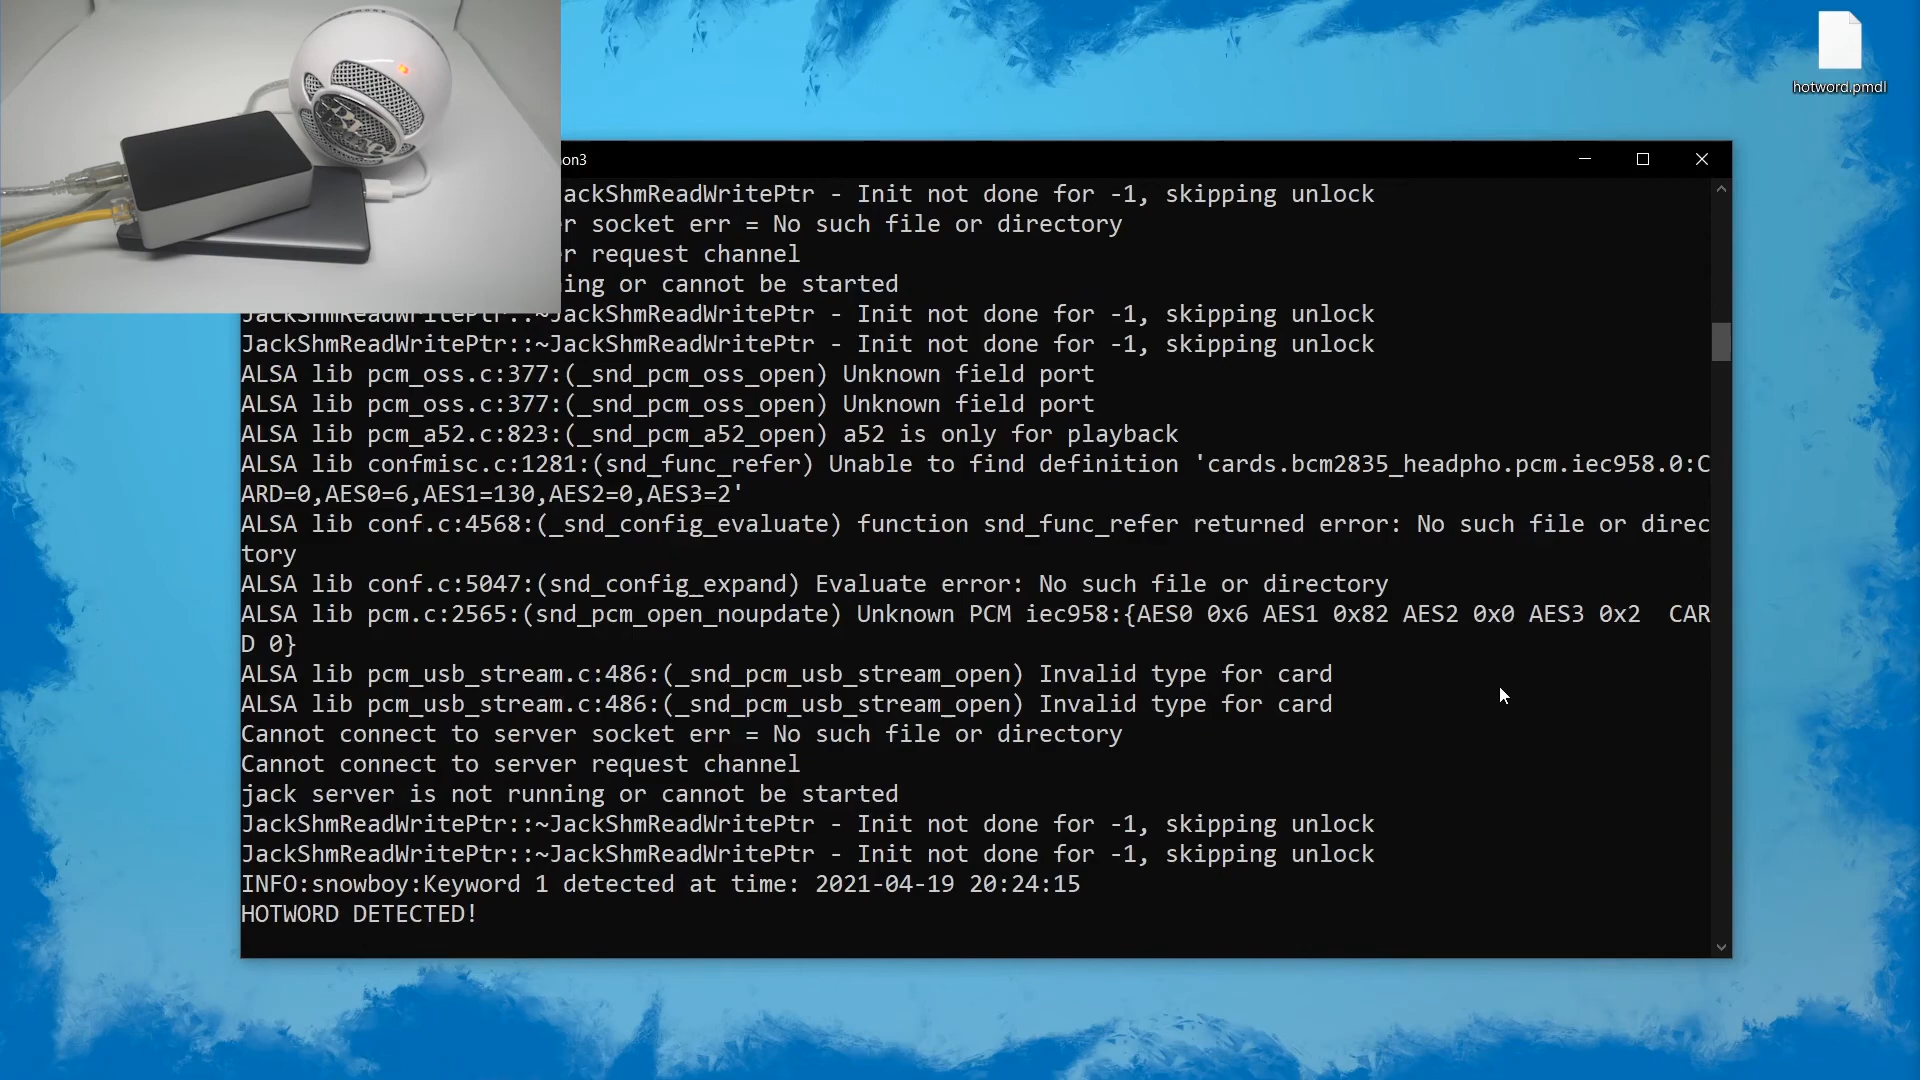 hotword.pmdl
on3
JackShmReadWritePtr - Init not done for -1, skipping unlock
r socket err = No such file or directory
r request channel
ing or cannot be started
JackShmReadWritePtr::~JackShmReadWritePtr - Init not done for -1, skipping unlock
JackShmReadWritePtr::~JackShmReadWritePtr - Init not done for -1, skipping unlock
ALSA lib pcm_oss.c:377:(_snd_pcm_oss_open) Unknown field port
ALSA lib pcm_oss.c:377:(_snd_pcm_oss_open) Unknown field port
ALSA lib pcm_a52.c:823:(_snd_pcm_a52_open) a52 is only for playback
ALSA lib confmisc.c:1281:(snd_func_refer) Unable to find definition 'cards.bcm2835_headpho.pcm.iec958.0:C
ARD=0,AES0=6,AES1=130,AES2=0,AES3=2'
ALSA lib conf.c:4568:(_snd_config_evaluate) function snd_func_refer returned error: No such file or direc
tory
ALSA lib conf.c:5047:(snd_config_expand) Evaluate error: No such file or directory
ALSA lib pcm.c:2565:(snd_pcm_open_noupdate) Unknown PCM iec958:{AES0 0x6 AES1 0x82 AES2 0x0 AES3 0x2  CAR
D 0}
ALSA lib pcm_usb_stream.c:486:(_snd_pcm_usb_stream_open) Invalid type for card
ALSA lib pcm_usb_stream.c:486:(_snd_pcm_usb_stream_open) Invalid type for card
Cannot connect to server socket err = No such file or directory
Cannot connect to server request channel
jack server is not running or cannot be started
JackShmReadWritePtr::~JackShmReadWritePtr - Init not done for -1, skipping unlock
JackShmReadWritePtr::~JackShmReadWritePtr - Init not done for -1, skipping unlock
INFO:snowboy:Keyword 1 detected at time: 2021-04-19 20:24:15
HOTWORD DETECTED!